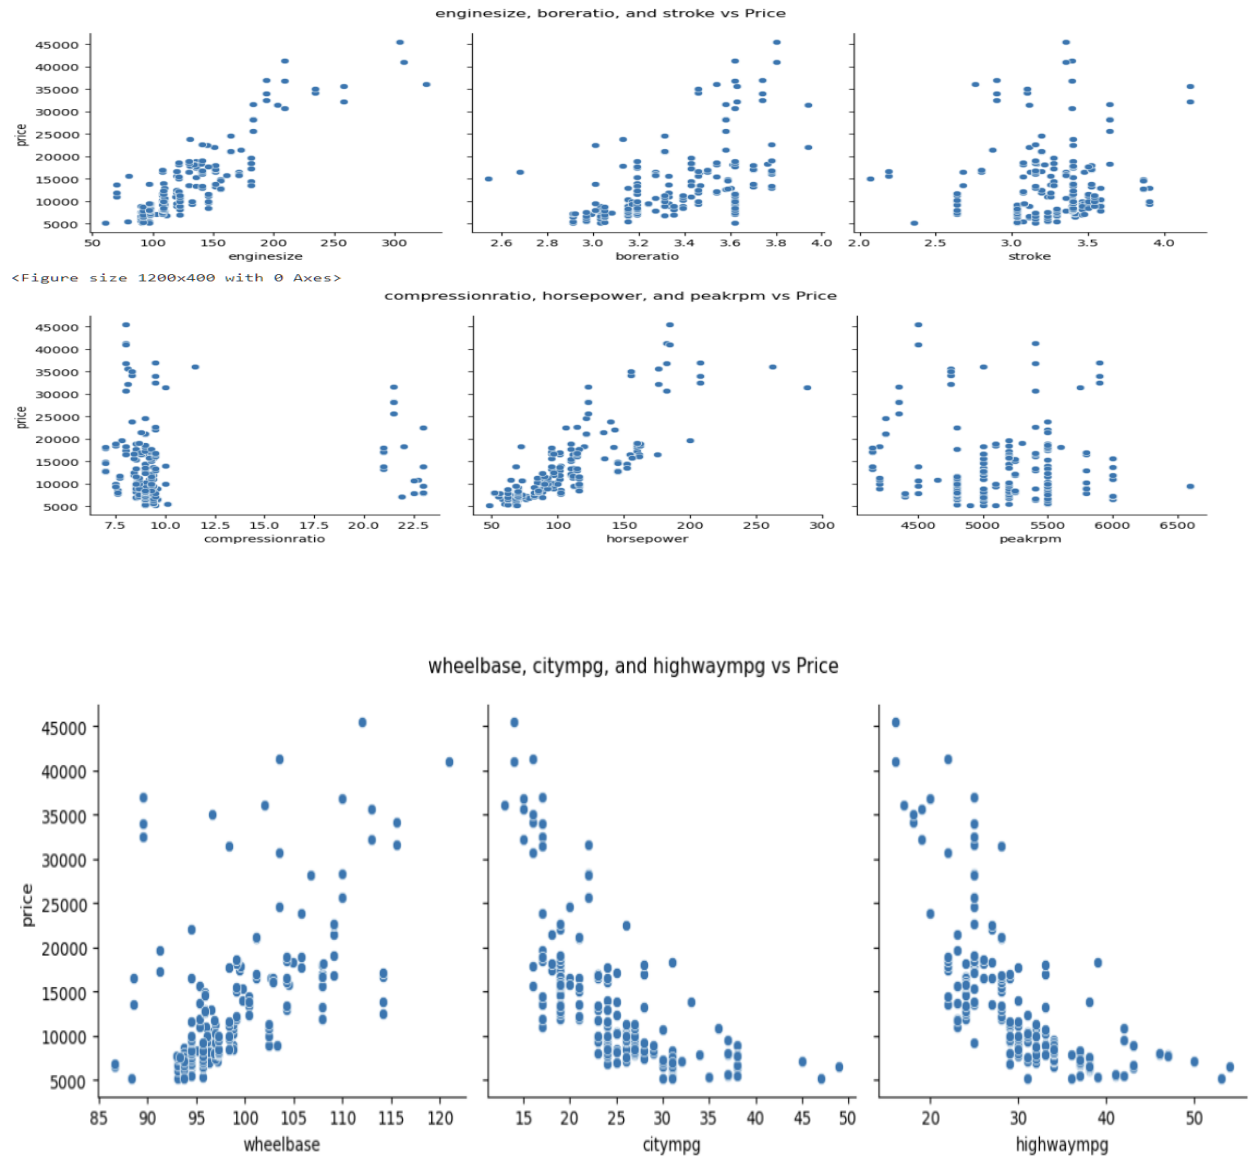 enginesize, boreratio, and stroke vs Price
45000
40000
35000
30000
25000
20000
15000
10000
5000
price
50 100 150 200 250 300
2.6 2.8 3.0 3.2 3.4 3.6 3.8 4.0
2.0 2.5 3.0 3.5 4.0
enginesize boreratio stroke
<Figure size 1200x400 with 0 Axes>
compressionratio, horsepower, and peakrpm vs Price
45000
40000
35000
30000
25000
20000
15000
10000
5000
price
7.5 10.0 12.5 15.0 17.5 20.0 22.5
50 100 150 200 250 300
4500 5000 5500 6000 6500
compressionratio horsepower peakrpm
wheelbase, citympg, and highwaympg vs Price
45000
40000
35000
30000
25000
20000
15000
10000
5000
price
85 90 95 100 105 110 115 120
15 20 25 30 35 40 45 50
20 30 40 50
wheelbase citympg highwaympg